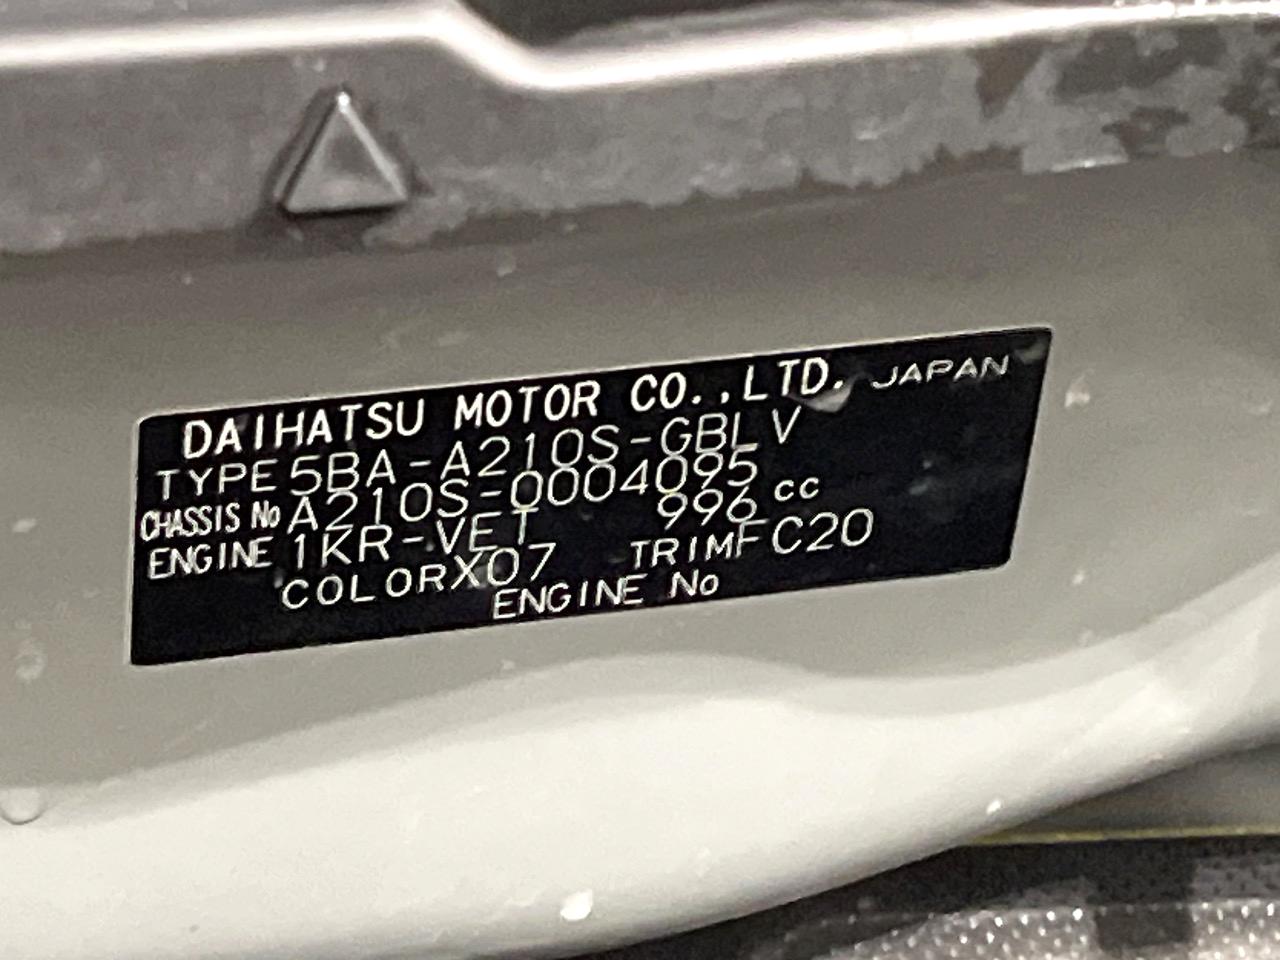 DAIHATSU MOTOR CO.,LTD. JAPAN
TYPE 5BA-A210S-GBLV
CHASSIS No A210S-0004095
ENGINE 1KR-VET 996 cc
COLOR X07 TRIM FC20
ENGINE No